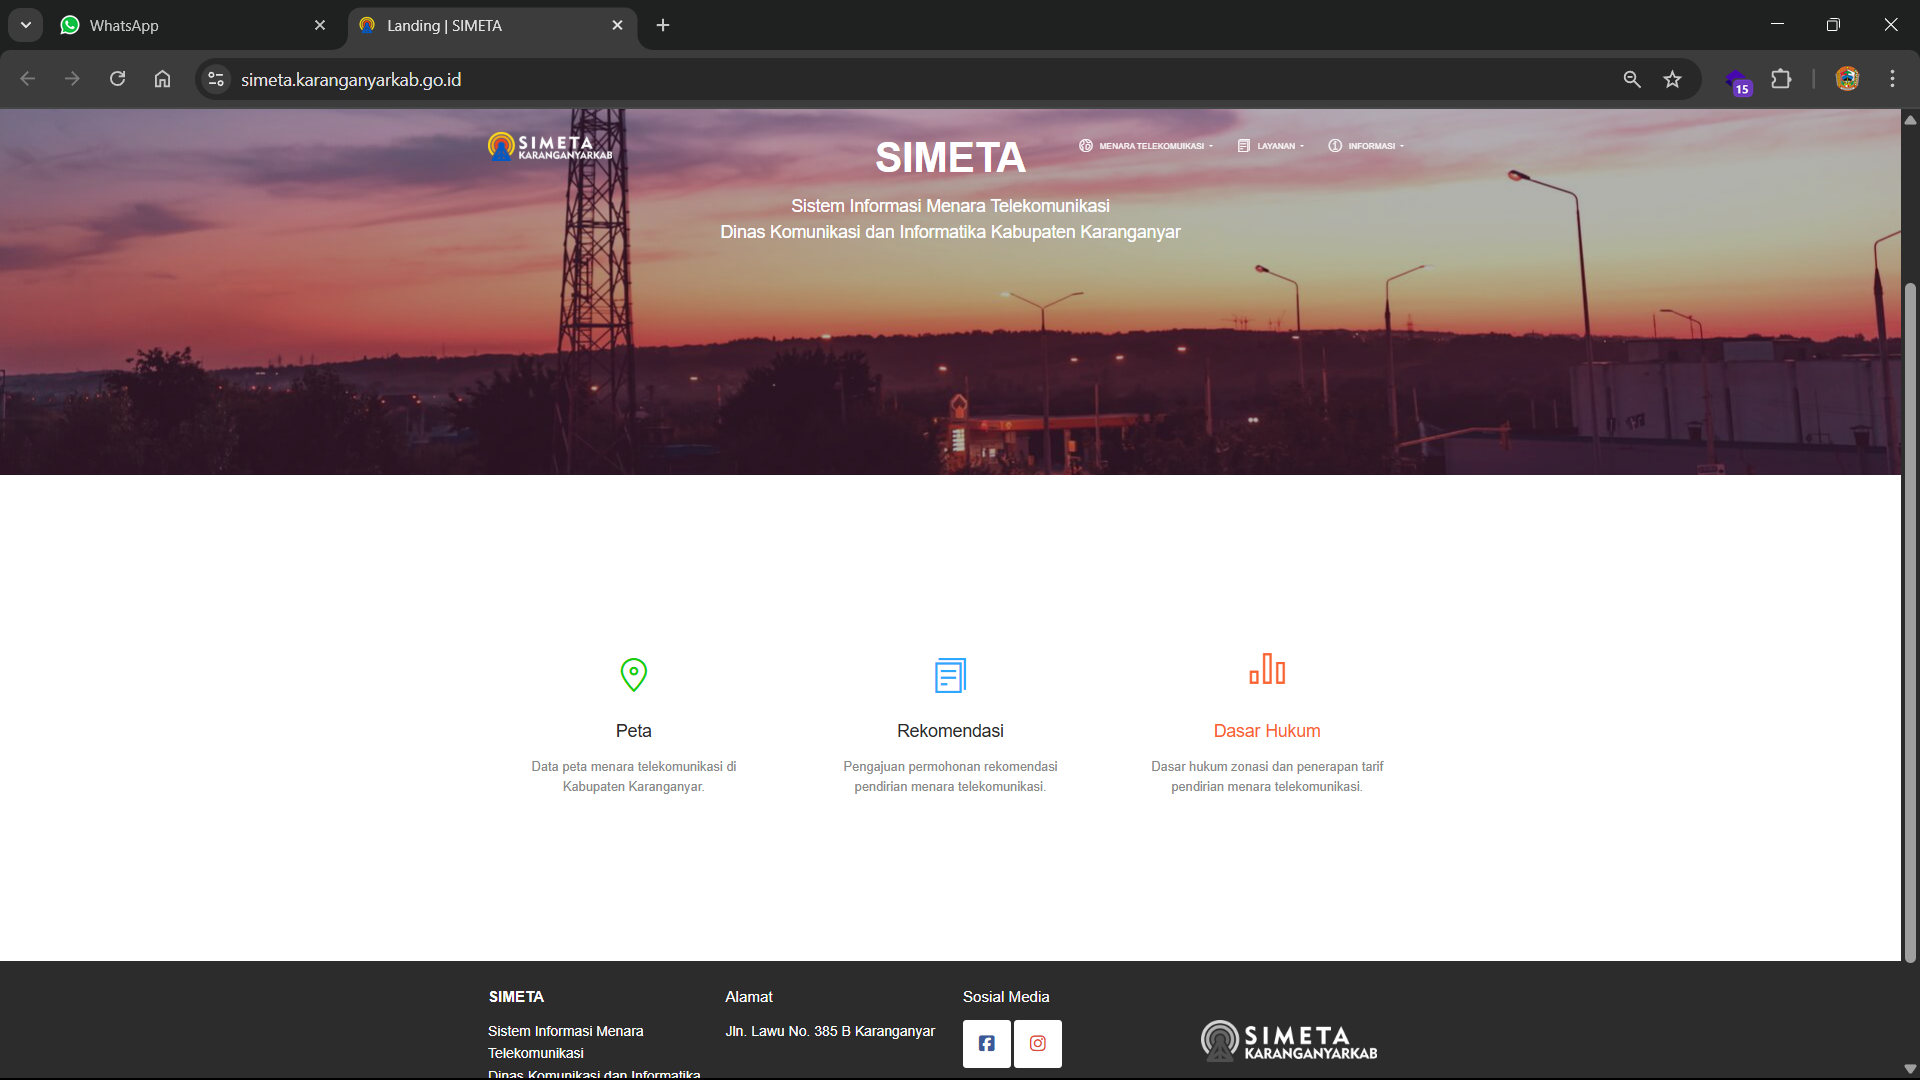 WhatsApp
Landing | SIMETA
simeta.karanganyarkab.go.id
15
SIMETA
KARANGANYARKAB
SIMETA
MENARA TELEKOMUIKASI
LAYANAN
INFORMASI
Sistem Informasi Menara Telekomunikasi
Dinas Komunikasi dan Informatika Kabupaten Karanganyar
Peta
Data peta menara telekomunikasi di
Kabupaten Karanganyar.
Rekomendasi
Pengajuan permohonan rekomendasi
pendirian menara telekomunikasi.
Dasar Hukum
Dasar hukum zonasi dan penerapan tarif
pendirian menara telekomunikasi.
SIMETA
Sistem Informasi Menara
Telekomunikasi
Dinas Komunikasi dan Informatika
Alamat
Jln. Lawu No. 385 B Karanganyar
Sosial Media
SIMETA
KARANGANYARKAB